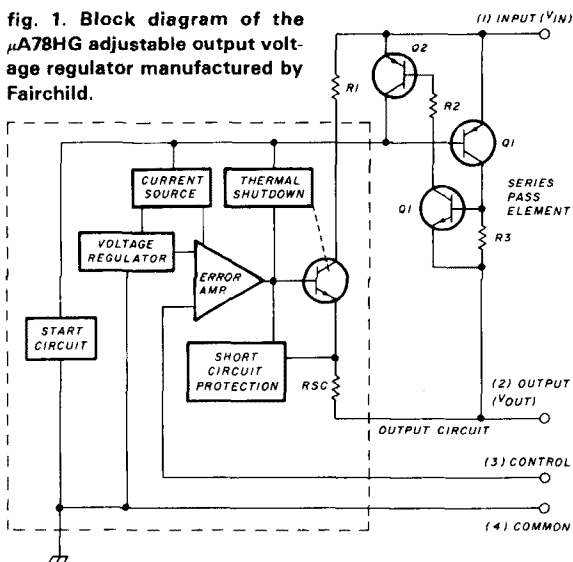 fig. 1. Block diagram of the
μA78HG adjustable output volt-
age regulator manufactured by
Fairchild.
(1) INPUT (VIN)
Q2
R1
R2
Q1
Q1
SERIES
PASS
ELEMENT
R3
CURRENT
SOURCE
THERMAL
SHUTDOWN
VOLTAGE
REGULATOR
ERROR
AMP.
START
CIRCUIT
SHORT
CIRCUIT
PROTECTION
RSC
(2) OUTPUT
(VOUT)
OUTPUT CIRCUIT
(3) CONTROL
(4) COMMON